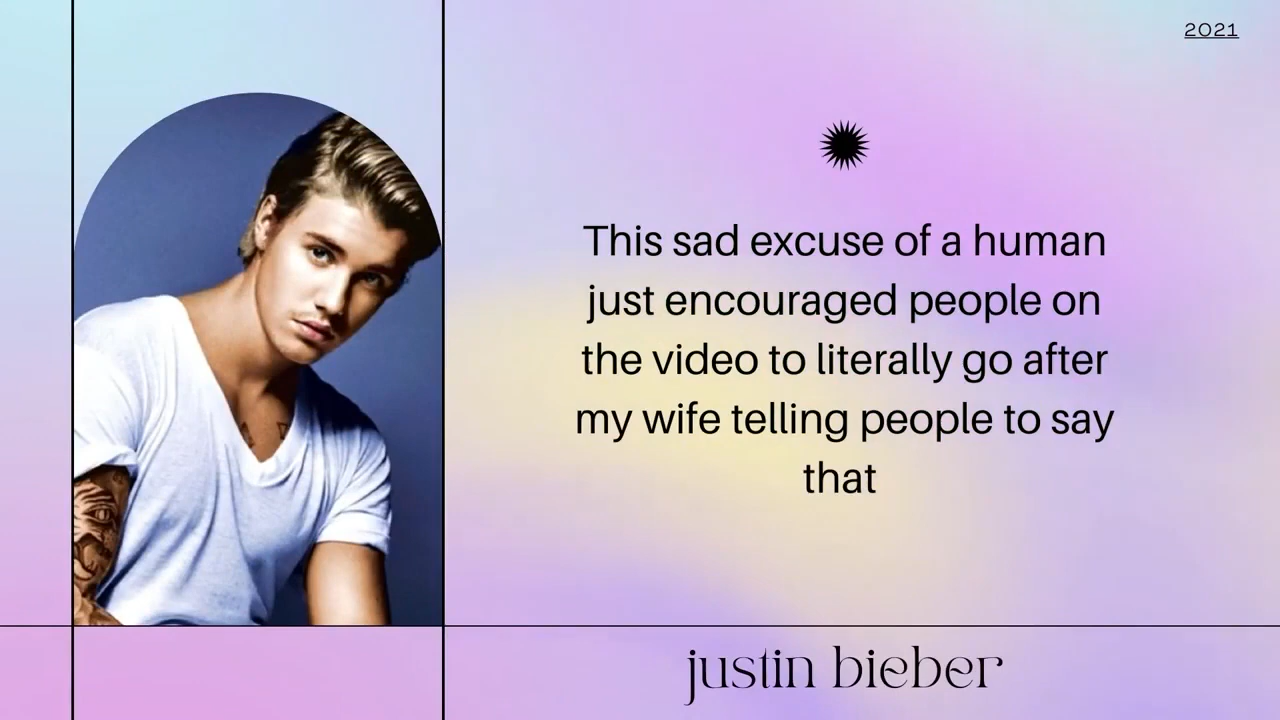 2021
This sad excuse of a human
just encouraged people on
the video to literally go after
my wife telling people to say
that
justin bieber